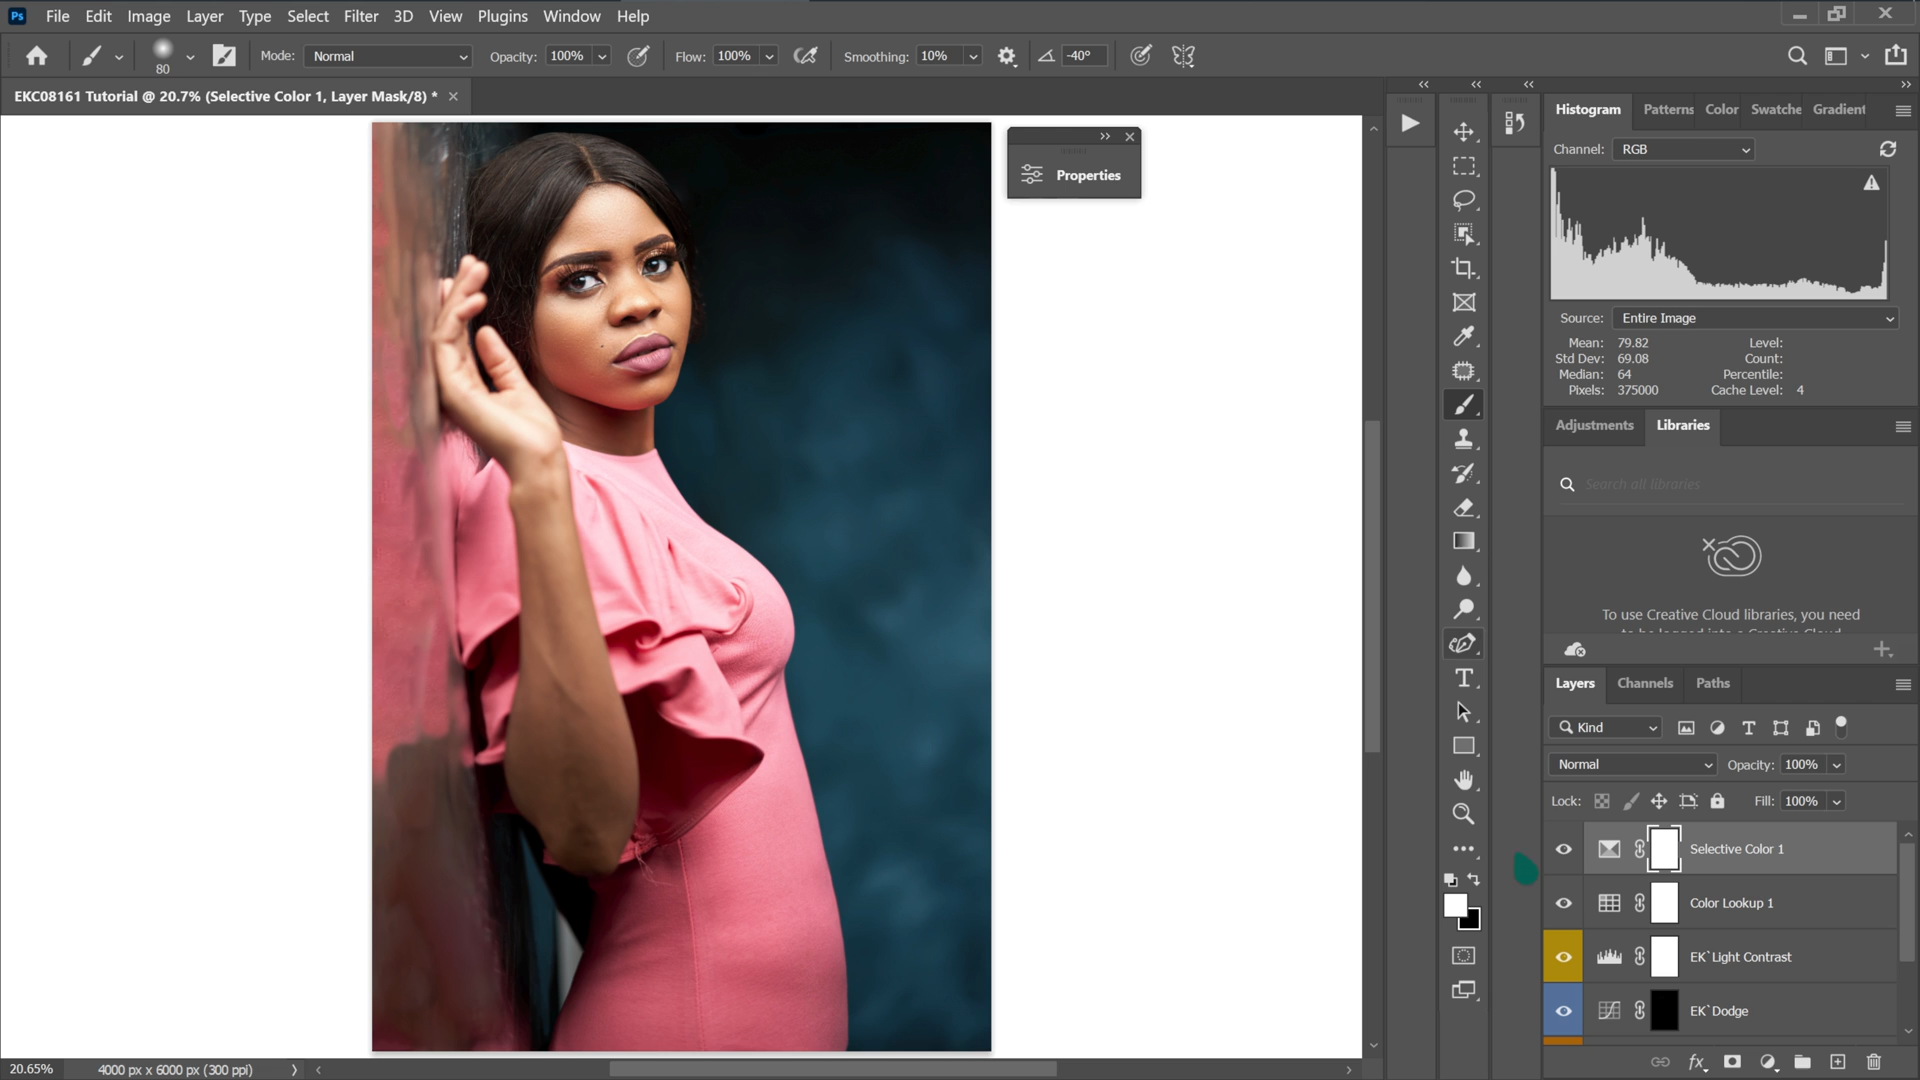 Ps File Edit Image Layer Type Select Filter 3D View Plugins Window Help
80 Mode: Normal Opacity: 100% Flow: 100% Smoothing: 10% -40°
EKC08161 Tutorial @ 20.7% (Selective Color 1, Layer Mask/8) *
Properties
Histogram Patterns Color Swatche Gradient
Channel: RGB
Source: Entire Image
Mean: 79.82 Level:
Std Dev: 69.08 Count:
Median: 64 Percentile:
Pixels: 375000 Cache Level: 4
Adjustments Libraries
Search all libraries
To use Creative Cloud libraries, you need
to be logged into a Creative Cloud
Layers Channels Paths
Kind
Normal Opacity: 100%
Lock: Fill: 100%
Selective Color 1
Color Lookup 1
EK`Light Contrast
EK`Dodge
20.65% 4000 px x 6000 px (300 ppi)